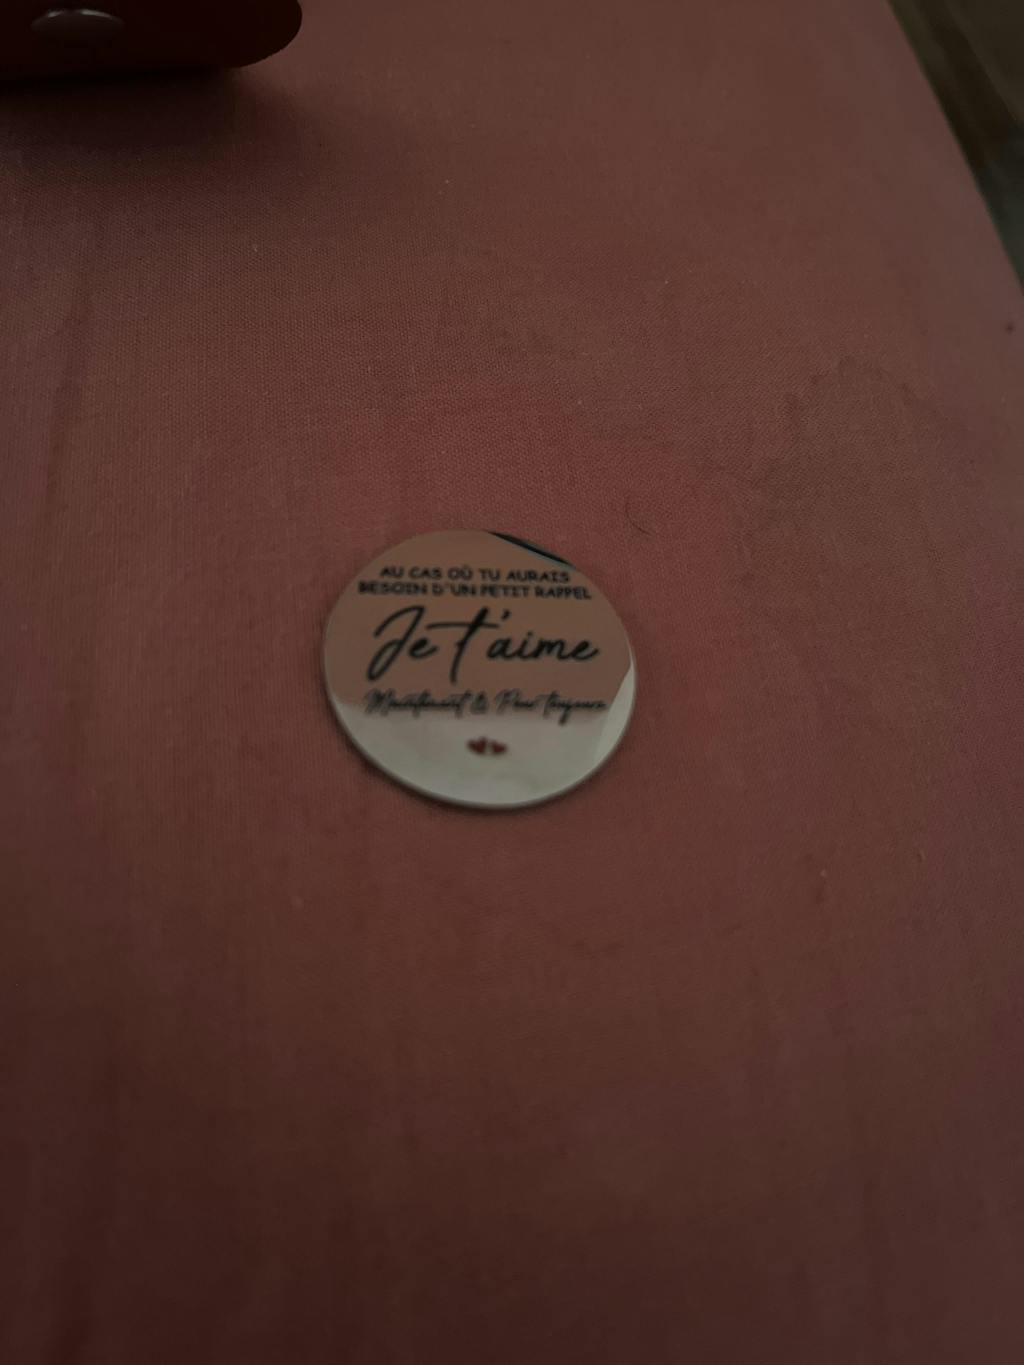 AU CAS OÙ TU AURAIS
BESOIN D'UN PETIT RAPPEL
Je t'aime
Maintenant & Pour toujours